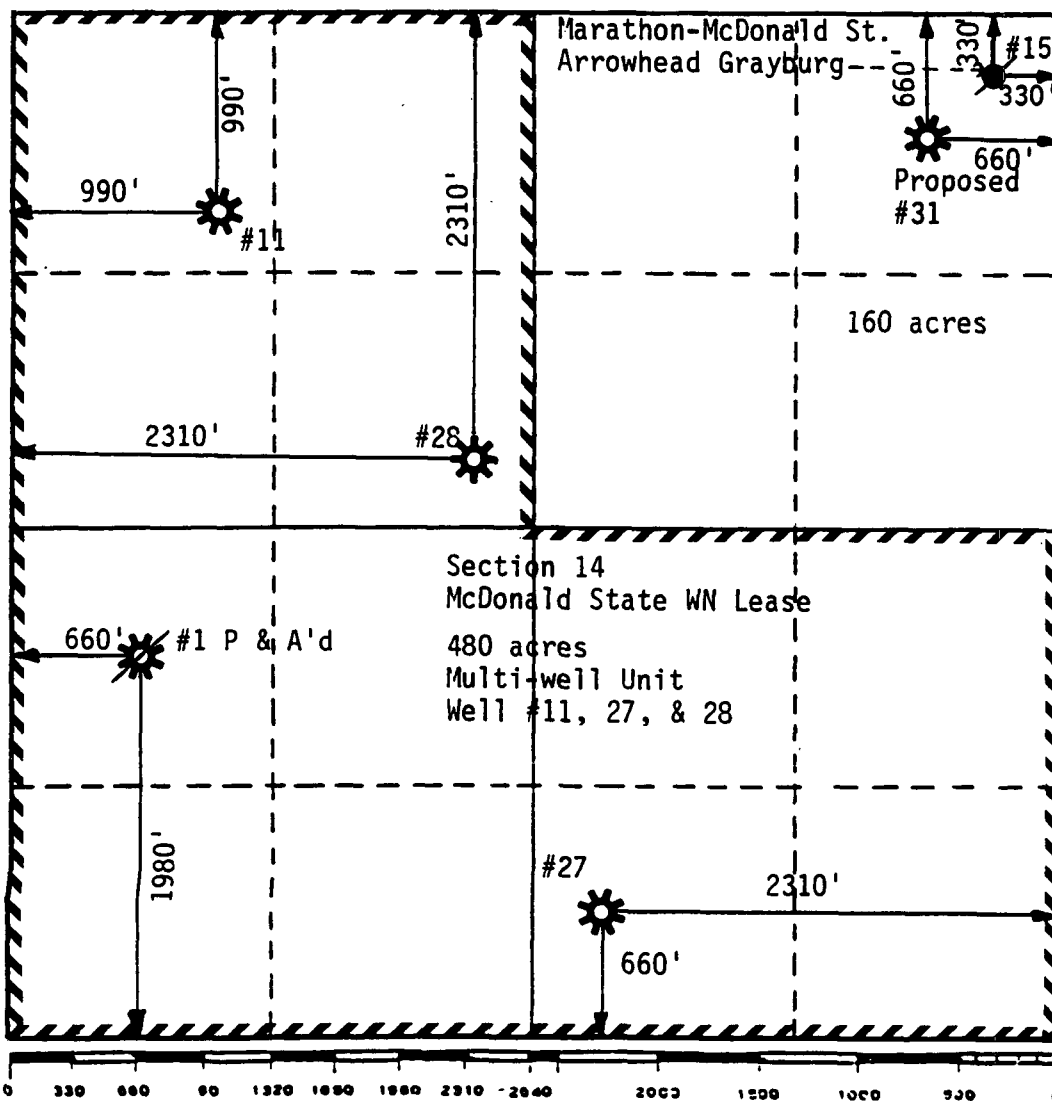 Marathon-McDonald St.
Arrowhead Grayburg
330'
#15
330'
660'
660'
Proposed
#31
990'
990'
#11
2310'
160 acres
2310'
#28
Section 14
McDonald State WN Lease
660'
#1 P & A'd
480 acres
Multi-well Unit
Well #11, 27, & 28
1980'
#27
2310'
660'
0 330 660 90 1320 1650 1980 2310 2640 2000 1500 1000 500